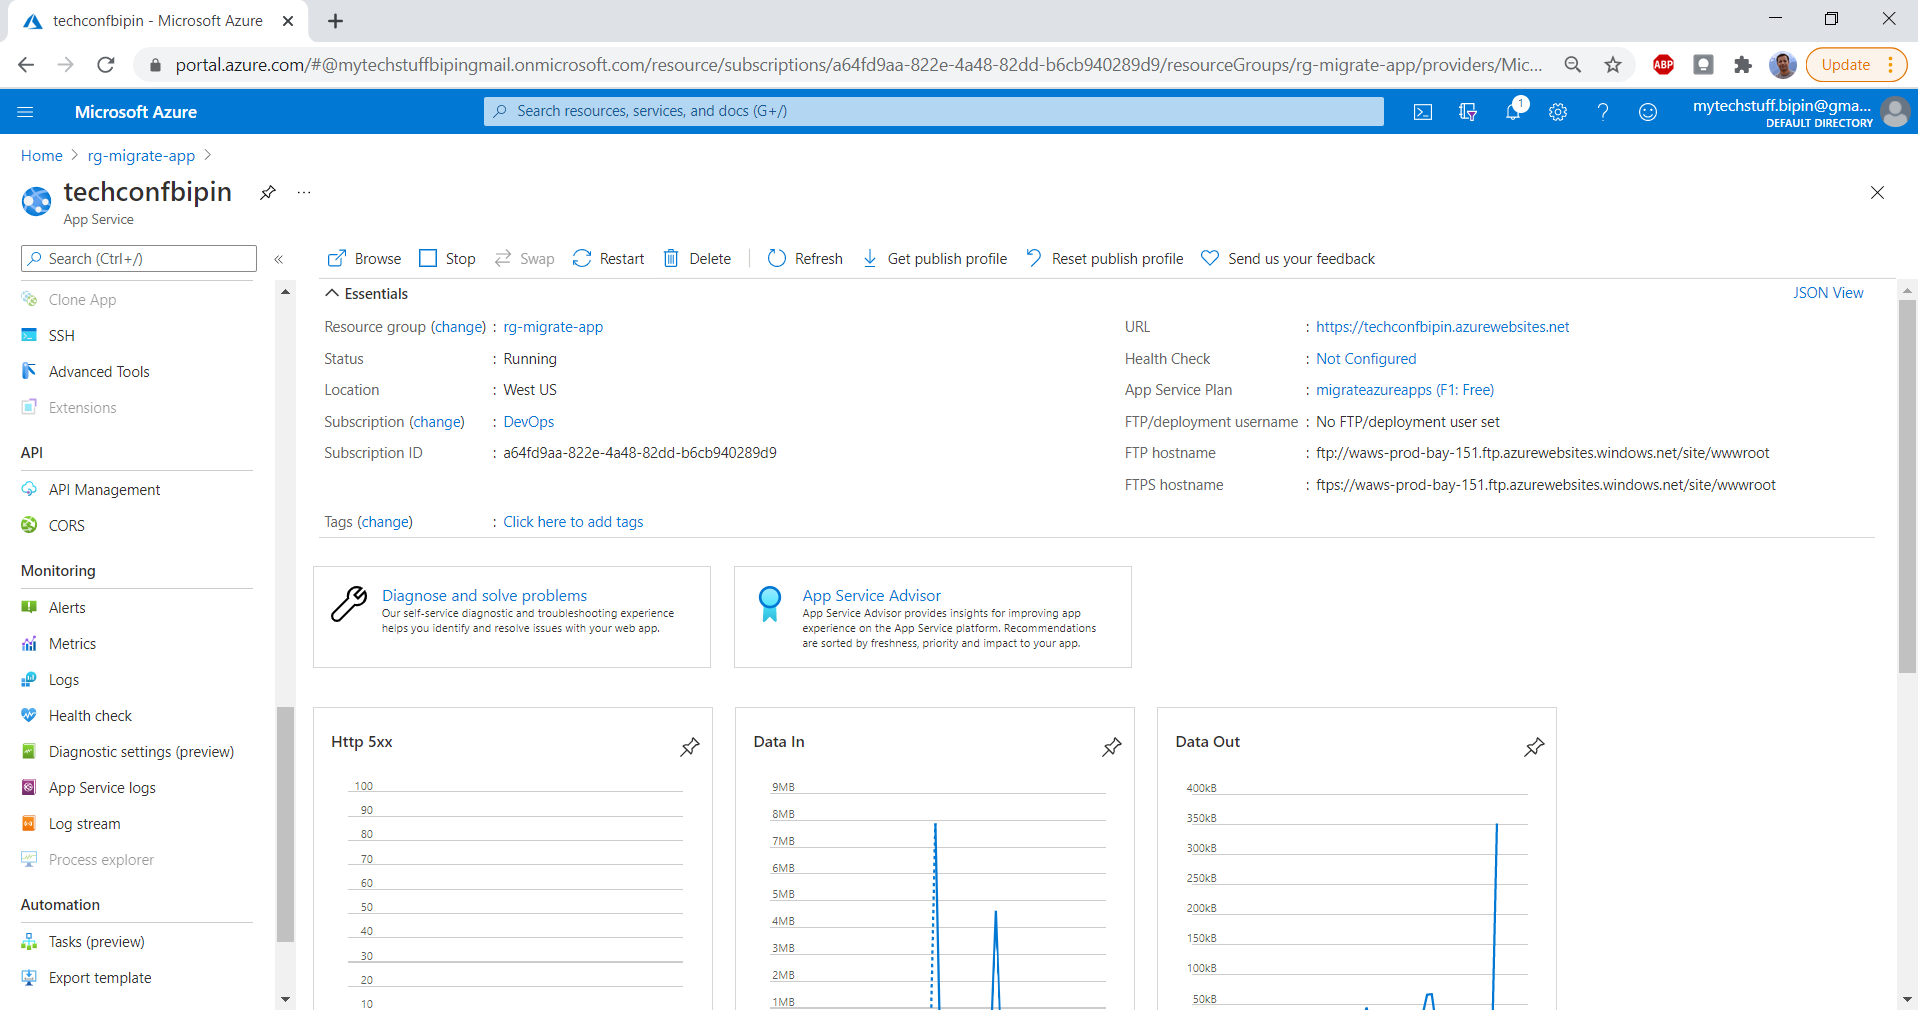 techconfbipin - Microsoft Azure
portal.azure.com/#@mytechstuffbipingmail.onmicrosoft.com/resource/subscriptions/a64fd9aa-822e-4a48-82dd-b6cb940289d9/resourceGroups/rg-migrate-app/providers/Mic...
ABP
Update
Microsoft Azure
Search resources, services, and docs (G+/)
1
mytechstuff.bipin@gma...
DEFAULT DIRECTORY
Home > rg-migrate-app >
techconfbipin
...
App Service
Search (Ctrl+/)
«
Clone App
SSH
Advanced Tools
Extensions
API
API Management
CORS
Monitoring
Alerts
Metrics
Logs
Health check
Diagnostic settings (preview)
App Service logs
Log stream
Process explorer
Automation
Tasks (preview)
Export template
Browse Stop Swap Restart Delete Refresh Get publish profile Reset publish profile Send us your feedback
Essentials
JSON View
Resource group (change) : rg-migrate-app
Status : Running
Location : West US
Subscription (change) : DevOps
Subscription ID : a64fd9aa-822e-4a48-82dd-b6cb940289d9
URL : https://techconfbipin.azurewebsites.net
Health Check : Not Configured
App Service Plan : migrateazureapps (F1: Free)
FTP/deployment username : No FTP/deployment user set
FTP hostname : ftp://waws-prod-bay-151.ftp.azurewebsites.windows.net/site/wwwroot
FTPS hostname : ftps://waws-prod-bay-151.ftp.azurewebsites.windows.net/site/wwwroot
Tags (change) : Click here to add tags
Diagnose and solve problems
Our self-service diagnostic and troubleshooting experience
helps you identify and resolve issues with your web app.
App Service Advisor
App Service Advisor provides insights for improving app
experience on the App Service platform. Recommendations
are sorted by freshness, priority and impact to your app.
Http 5xx
100
90
80
70
60
50
40
30
20
10
Data In
9MB
8MB
7MB
6MB
5MB
4MB
3MB
2MB
1MB
Data Out
400kB
350kB
300kB
250kB
200kB
150kB
100kB
50kB